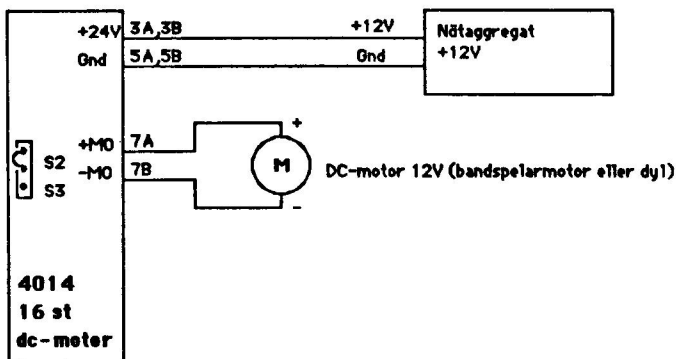 +24V 3A,3B +12V Nätaggregat
+12V
Gnd 5A,5B Gnd
+M0 7A +
S2 M DC-motor 12V (bandspelarmotor eller dyl)
-M0 7B
S3 -
4014
16 st
dc-motor